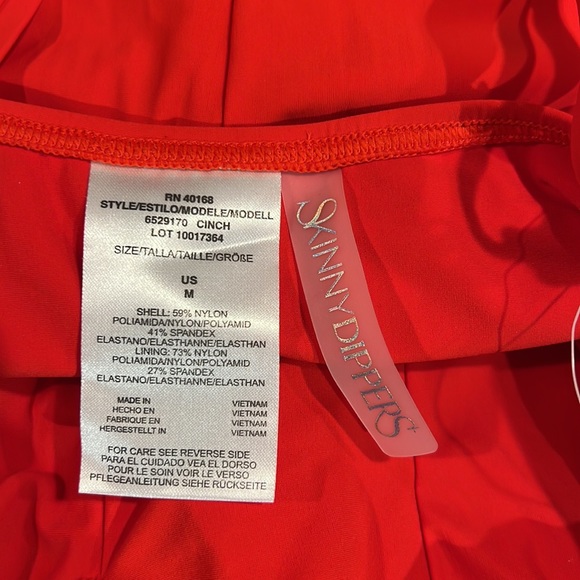 RN 40168
STYLE/ESTILO/MODELE/MODELL
6529170 CINCH
LOT 10017364
SIZE/TALLA/TAILLE/GRÖßE
US
M
SHELL: 59% NYLON
POLIAMIDA/NYLON/POLYAMID
41% SPANDEX
ELASTANO/ELASTHANNE/ELASTHAN
LINING: 73% NYLON
POLIAMIDA/NYLON/POLYAMID
27% SPANDEX
ELASTANO/ELASTHANNE/ELASTHAN
MADE IN VIETNAM
HECHO EN VIETNAM
FABRIQUE EN VIETNAM
HERGESTELLT IN VIETNAM
FOR CARE SEE REVERSE SIDE
PARA EL CUIDADO VEA EL DORSO
POUR LE SOIN VOIR LE VERSO
PFLEGEANLEITUNG SIEHE RÜCKSEITE
SKINNYDIPPERS